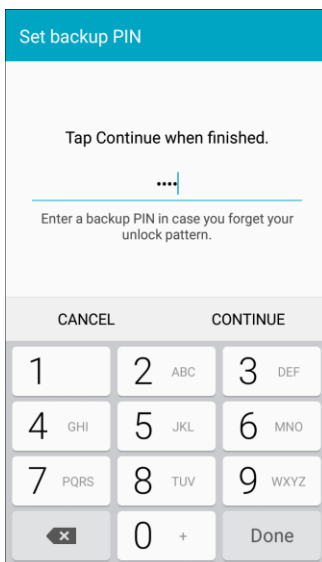 Set backup PIN
Tap Continue when finished.
••••
Enter a backup PIN in case you forget your
unlock pattern.
CANCEL CONTINUE
1 2 ABC 3 DEF
4 GHI 5 JKL 6 MNO
7 PQRS 8 TUV 9 WXYZ
0 + Done